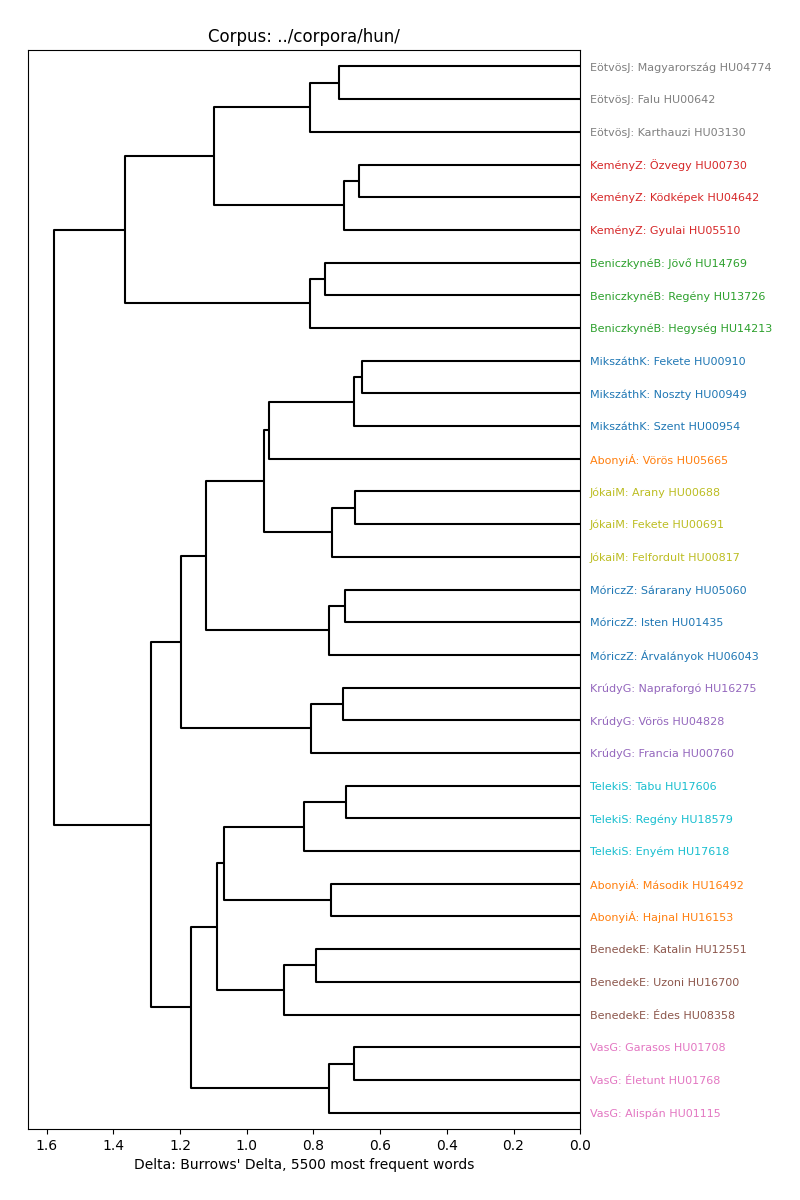 Corpus: ../corpora/hun/
EötvösJ: Magyarország HU04774
EötvösJ: Falu HU00642
EötvösJ: Karthauzi HU03130
KeményZ: Özvegy HU00730
KeményZ: Ködképek HU04642
KeményZ: Gyulai HU05510
BeniczkynéB: Jövő HU14769
BeniczkynéB: Regény HU13726
BeniczkynéB: Hegység HU14213
MikszáthK: Fekete HU00910
MikszáthK: Noszty HU00949
MikszáthK: Szent HU00954
AbonyiÁ: Vörös HU05665
JókaiM: Arany HU00688
JókaiM: Fekete HU00691
JókaiM: Felfordult HU00817
MóriczZ: Sárarany HU05060
MóriczZ: Isten HU01435
MóriczZ: Árvalányok HU06043
KrúdyG: Napraforgó HU16275
KrúdyG: Vörös HU04828
KrúdyG: Francia HU00760
TelekiS: Tabu HU17606
TelekiS: Regény HU18579
TelekiS: Enyém HU17618
AbonyiÁ: Második HU16492
AbonyiÁ: Hajnal HU16153
BenedekE: Katalin HU12551
BenedekE: Uzoni HU16700
BenedekE: Édes HU08358
VasG: Garasos HU01708
VasG: Életunt HU01768
VasG: Alispán HU01115
1.6 1.4 1.2 1.0 0.8 0.6 0.4 0.2 0.0
Delta: Burrows' Delta, 5500 most frequent words